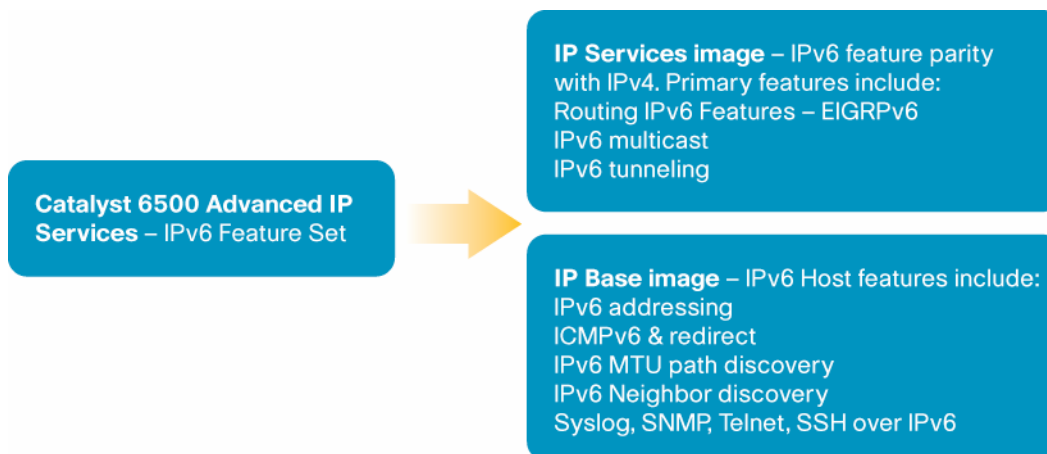 Catalyst 6500 Advanced IP
Services – IPv6 Feature Set
IP Services image – IPv6 feature parity
with IPv4. Primary features include:
Routing IPv6 Features – EIGRPv6
IPv6 multicast
IPv6 tunneling
IP Base image – IPv6 Host features include:
IPv6 addressing
ICMPv6 & redirect
IPv6 MTU path discovery
IPv6 Neighbor discovery
Syslog, SNMP, Telnet, SSH over IPv6